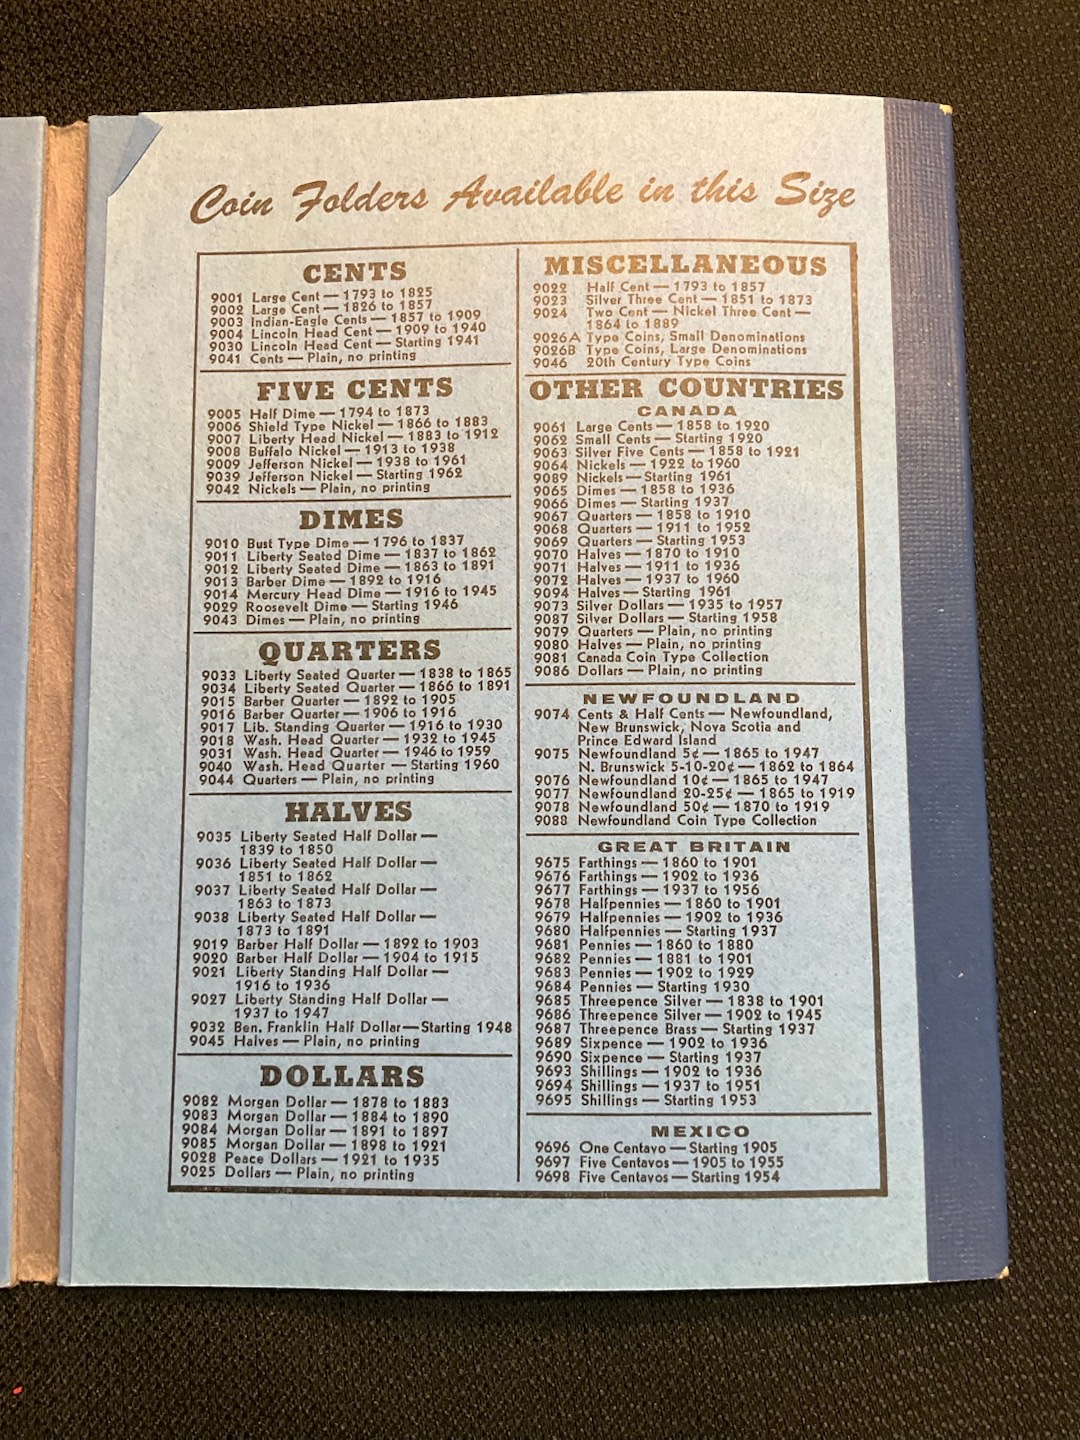 Coin Folders Available in this Size
CENTS
9001 Large Cent — 1793 to 1825
9002 Large Cent — 1826 to 1857
9003 Indian-Eagle Cents — 1857 to 1909
9004 Lincoln Head Cent — 1909 to 1940
9030 Lincoln Head Cent — Starting 1941
9041 Cents — Plain, no printing
FIVE CENTS
9005 Half Dime — 1794 to 1873
9006 Shield Type Nickel — 1866 to 1883
9007 Liberty Head Nickel — 1883 to 1912
9008 Buffalo Nickel — 1913 to 1938
9009 Jefferson Nickel — 1938 to 1961
9039 Jefferson Nickel — Starting 1962
9042 Nickels — Plain, no printing
DIMES
9010 Bust Type Dime — 1796 to 1837
9011 Liberty Seated Dime — 1837 to 1862
9012 Liberty Seated Dime — 1863 to 1891
9013 Barber Dime — 1892 to 1916
9014 Mercury Head Dime — 1916 to 1945
9029 Roosevelt Dime — Starting 1946
9043 Dimes — Plain, no printing
QUARTERS
9033 Liberty Seated Quarter — 1838 to 1865
9034 Liberty Seated Quarter — 1866 to 1891
9015 Barber Quarter — 1892 to 1905
9016 Barber Quarter — 1906 to 1916
9017 Lib. Standing Quarter — 1916 to 1930
9018 Wash. Head Quarter — 1932 to 1945
9031 Wash. Head Quarter — 1946 to 1959
9040 Wash. Head Quarter — Starting 1960
9044 Quarters — Plain, no printing
HALVES
9035 Liberty Seated Half Dollar —
1839 to 1850
9036 Liberty Seated Half Dollar —
1851 to 1862
9037 Liberty Seated Half Dollar —
1863 to 1873
9038 Liberty Seated Half Dollar —
1873 to 1891
9019 Barber Half Dollar — 1892 to 1903
9020 Barber Half Dollar — 1904 to 1915
9021 Liberty Standing Half Dollar —
1916 to 1936
9027 Liberty Standing Half Dollar —
1937 to 1947
9032 Ben. Franklin Half Dollar — Starting 1948
9045 Halves — Plain, no printing
DOLLARS
9082 Morgan Dollar — 1878 to 1883
9083 Morgan Dollar — 1884 to 1890
9084 Morgan Dollar — 1891 to 1897
9085 Morgan Dollar — 1898 to 1921
9028 Peace Dollars — 1921 to 1935
9025 Dollars — Plain, no printing
MISCELLANEOUS
9022 Half Cent — 1793 to 1857
9023 Silver Three Cent — 1851 to 1873
9024 Two Cent — Nickel Three Cent —
1864 to 1889
9026A Type Coins, Small Denominations
9026B Type Coins, Large Denominations
9046 20th Century Type Coins
OTHER COUNTRIES
CANADA
9061 Large Cents — 1858 to 1920
9062 Small Cents — Starting 1920
9063 Silver Five Cents — 1858 to 1921
9064 Nickels — 1922 to 1960
9089 Nickels — Starting 1961
9065 Dimes — 1858 to 1936
9066 Dimes — Starting 1937
9067 Quarters — 1858 to 1910
9068 Quarters — 1911 to 1952
9069 Quarters — Starting 1953
9070 Halves — 1870 to 1910
9071 Halves — 1911 to 1936
9072 Halves — 1937 to 1960
9094 Halves — Starting 1961
9073 Silver Dollars — 1935 to 1957
9087 Silver Dollars — Starting 1958
9079 Quarters — Plain, no printing
9080 Halves — Plain, no printing
9081 Canada Coin Type Collection
9086 Dollars — Plain, no printing
NEWFOUNDLAND
9074 Cents & Half Cents — Newfoundland,
New Brunswick, Nova Scotia and
Prince Edward Island
9075 Newfoundland 5¢ — 1865 to 1947
N. Brunswick 5-10-20¢ — 1862 to 1864
9076 Newfoundland 10¢ — 1865 to 1947
9077 Newfoundland 20-25¢ — 1865 to 1919
9078 Newfoundland 50¢ — 1870 to 1919
9088 Newfoundland Coin Type Collection
GREAT BRITAIN
9675 Farthings — 1860 to 1901
9676 Farthings — 1902 to 1936
9677 Farthings — 1937 to 1956
9678 Halfpennies — 1860 to 1901
9679 Halfpennies — 1902 to 1936
9680 Halfpennies — Starting 1937
9681 Pennies — 1860 to 1880
9682 Pennies — 1881 to 1901
9683 Pennies — 1902 to 1929
9684 Pennies — Starting 1930
9685 Threepence Silver — 1838 to 1901
9686 Threepence Silver — 1902 to 1945
9687 Threepence Brass — Starting 1937
9689 Sixpence — 1902 to 1936
9690 Sixpence — Starting 1937
9693 Shillings — 1902 to 1936
9694 Shillings — 1937 to 1951
9695 Shillings — Starting 1953
MEXICO
9696 One Centavo — Starting 1905
9697 Five Centavos — 1905 to 1955
9698 Five Centavos — Starting 1954